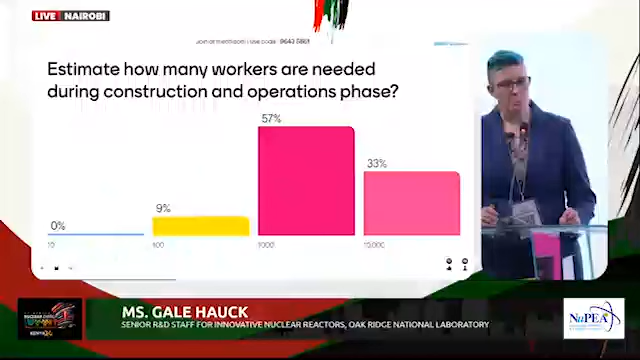 LIVE NAIROBI
Estimate how many workers are needed
during construction and operations phase?
0%
9%
57%
33%
10
100
1000
10,000
MS. GALE HAUCK
SENIOR R&D STAFF FOR INNOVATIVE NUCLEAR REACTORS, OAK RIDGE NATIONAL LABORATORY
NuPEA